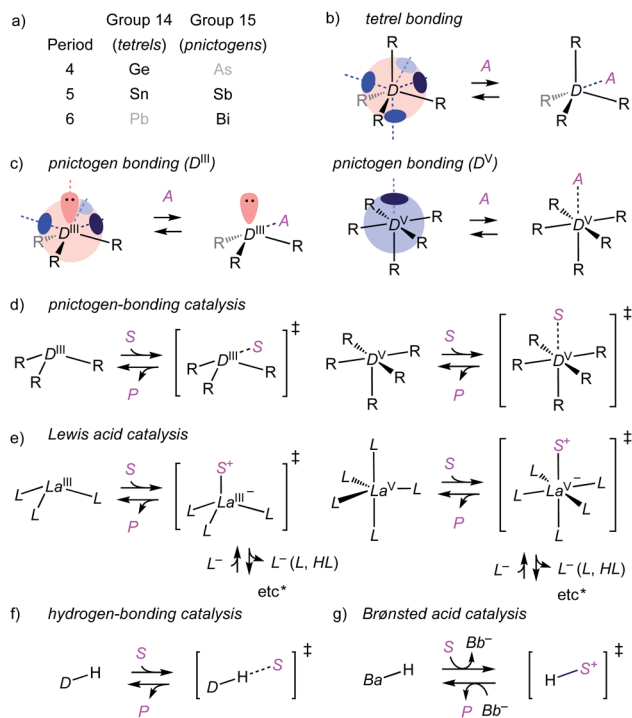 a) Group 14 Group 15
Period (tetrels) (pnictogens)
4 Ge As
5 Sn Sb
6 Pb Bi
b) tetrel bonding
R
D
R
R
R
A
R
D
A
R
R
R
c) pnictogen bonding (Dᴵᴵᴵ)
Dᴵᴵᴵ
R
R
R
A
Dᴵᴵᴵ
A
R
R
R
pnictogen bonding (Dⱽ)
R
R
Dⱽ
R
R
R
A
A
R
R
Dⱽ
R
R
R
d) pnictogen-bonding catalysis
Dᴵᴵᴵ
R
R
R
S
P
Dᴵᴵᴵ
S
R
R
R
‡
R
R
Dⱽ
R
R
R
S
P
S
R
R
Dⱽ
R
R
R
‡
e) Lewis acid catalysis
Laᴵᴵᴵ
L
L
L
S
P
S⁺
Laᴵᴵᴵ⁻
L
L
L
‡
L⁻ L⁻ (L, HL)
etc*
L
L
Laⱽ
L
L
L
S
P
S⁺
L
L
Laⱽ⁻
L
L
L
‡
L⁻ L⁻ (L, HL)
etc*
f) hydrogen-bonding catalysis
D H
S
P
D H S
‡
g) Brønsted acid catalysis
Ba H
S Bb⁻
P Bb⁻
H S⁺
‡